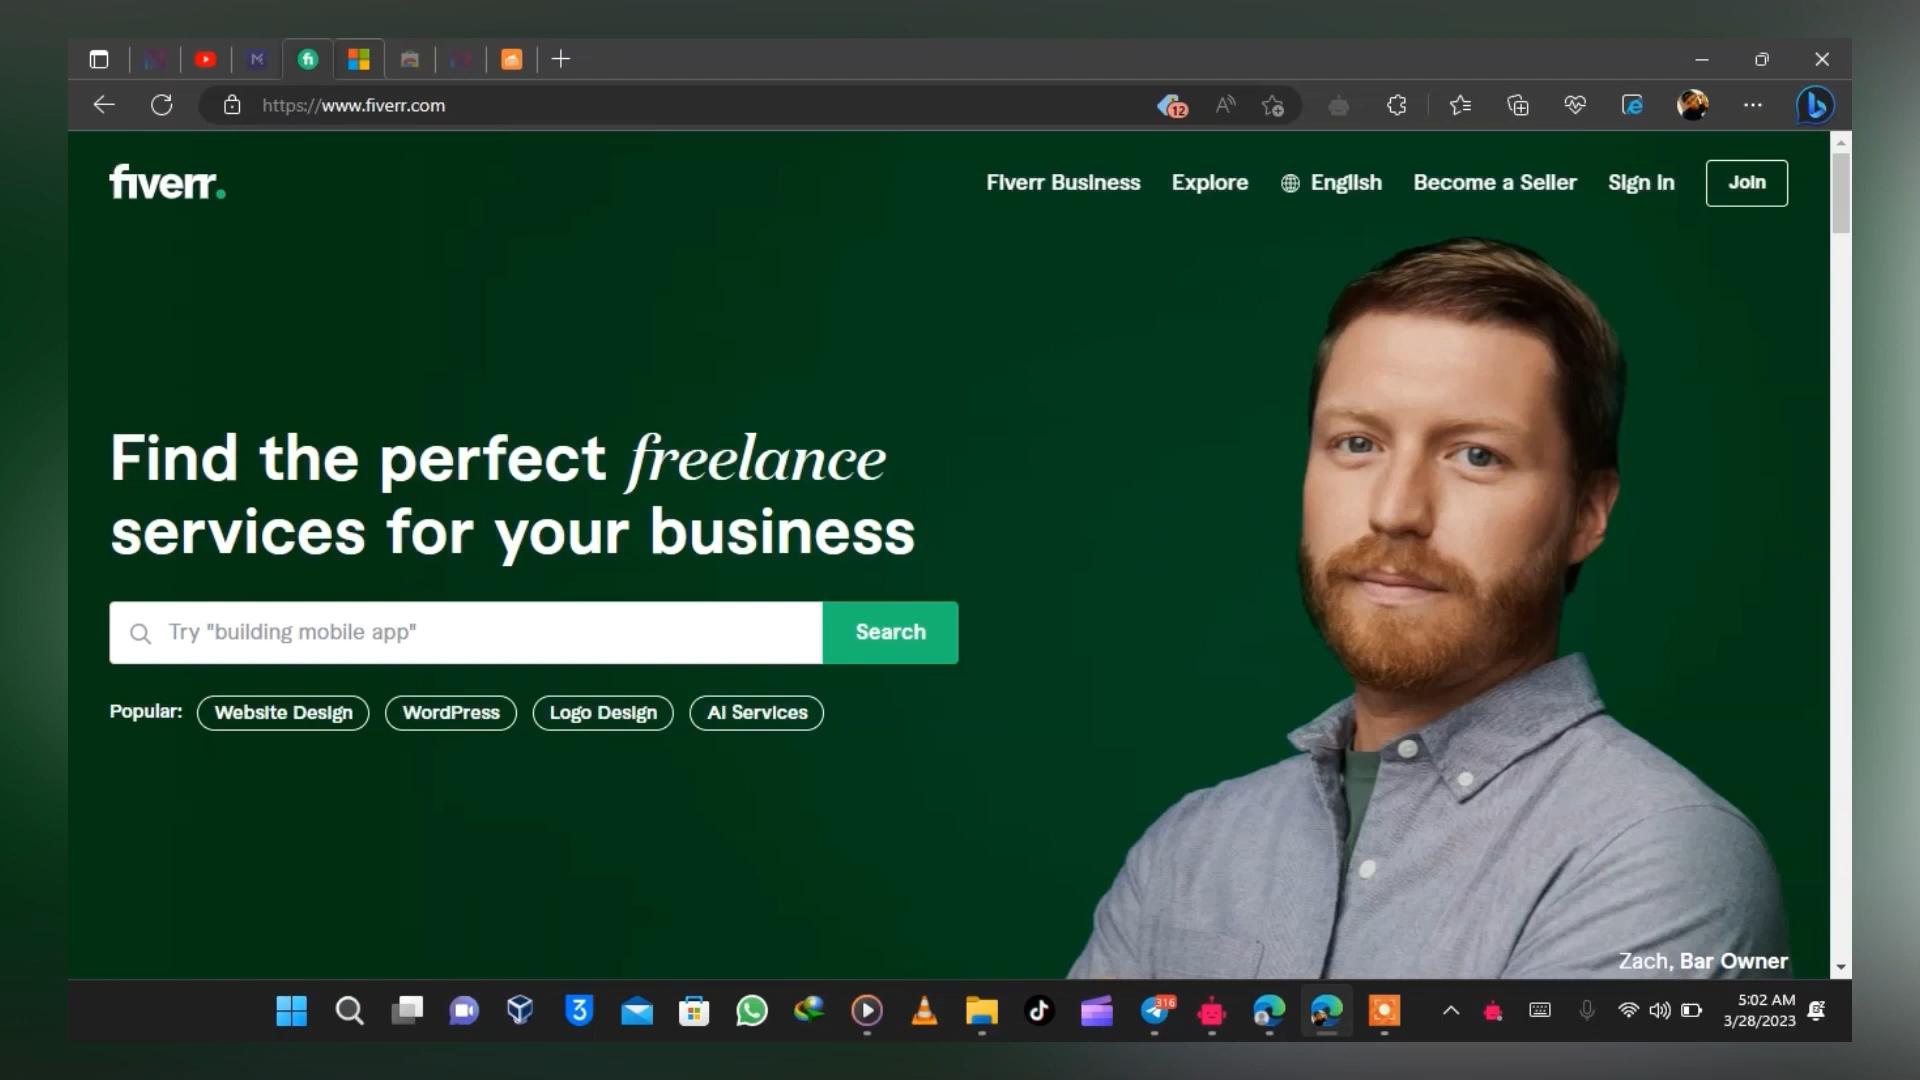 https://www.fiverr.com
12
fiverr.
Fiverr Business
Explore
English
Become a Seller
Sign in
Join
Find the perfect freelance
services for your business
Try "building mobile app"
Search
Popular:
Website Design
WordPress
Logo Design
AI Services
Zach, Bar Owner
3
316
5:02 AM
3/28/2023